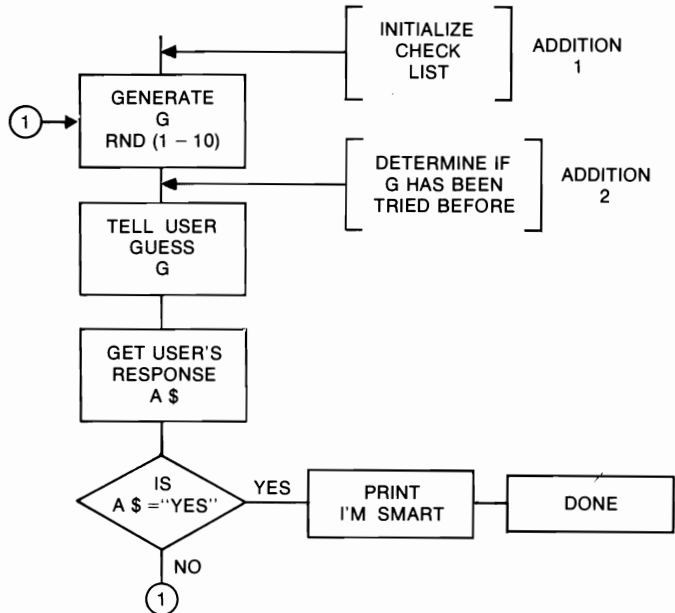 INITIALIZE
CHECK
LIST
ADDITION
1
GENERATE
G
RND (1 – 10)
1
DETERMINE IF
G HAS BEEN
TRIED BEFORE
ADDITION
2
TELL USER
GUESS
G
GET USER'S
RESPONSE
A $
IS
A $ ="YES"
YES
PRINT
I'M SMART
DONE
NO
1